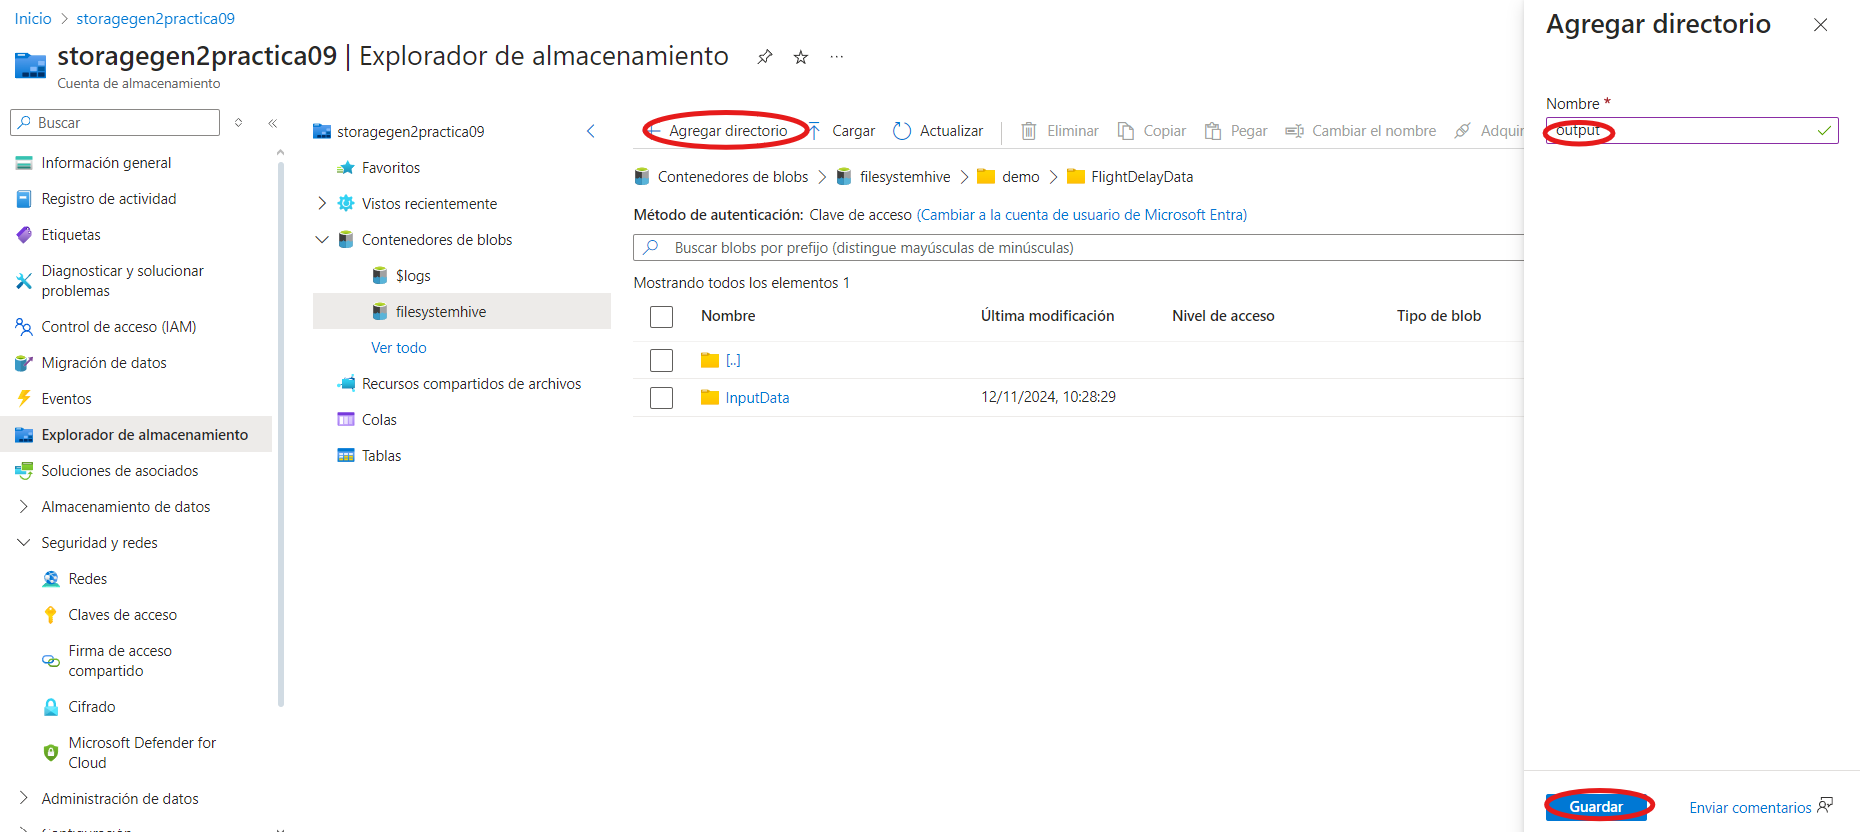 Inicio > storagegen2practica09
storagegen2practica09 | Explorador de almacenamiento
Cuenta de almacenamiento
Buscar
Información general
Registro de actividad
Etiquetas
Diagnosticar y solucionar
problemas
Control de acceso (IAM)
Migración de datos
Eventos
Explorador de almacenamiento
Soluciones de asociados
Almacenamiento de datos
Seguridad y redes
Redes
Claves de acceso
Firma de acceso
compartido
Cifrado
Microsoft Defender for
Cloud
Administración de datos
Configuración
storagegen2practica09
Favoritos
Vistos recientemente
Contenedores de blobs
$logs
filesystemhive
Ver todo
Recursos compartidos de archivos
Colas
Tablas
Agregar directorio Cargar Actualizar Eliminar Copiar Pegar Cambiar el nombre Adquir
Contenedores de blobs > filesystemhive > demo > FlightDelayData
Método de autenticación: Clave de acceso (Cambiar a la cuenta de usuario de Microsoft Entra)
Buscar blobs por prefijo (distingue mayúsculas de minúsculas)
Mostrando todos los elementos 1
Nombre Última modificación Nivel de acceso Tipo de blob
[..]
InputData 12/11/2024, 10:28:29
Agregar directorio
Nombre *
output
Guardar Enviar comentarios